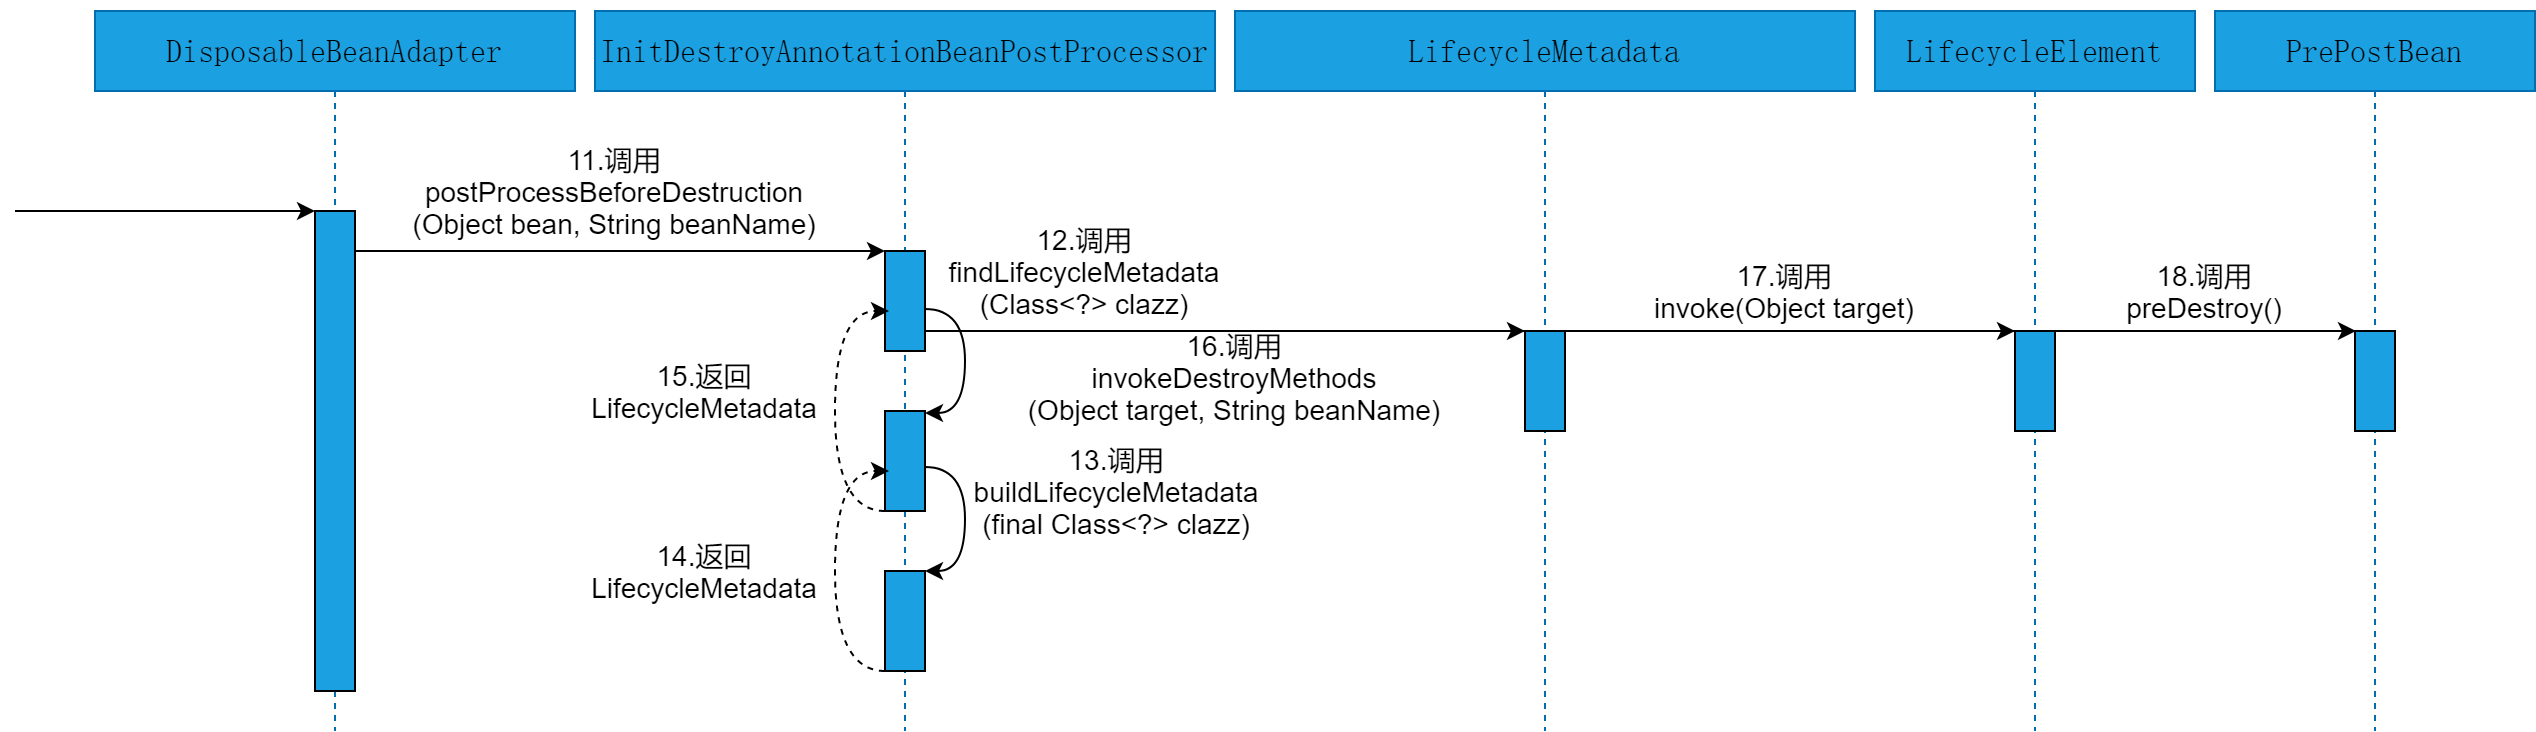 DisposableBeanAdapter
InitDestroyAnnotationBeanPostProcessor
LifecycleMetadata
LifecycleElement
PrePostBean
11.调用
postProcessBeforeDestruction
(Object bean, String beanName)
12.调用
findLifecycleMetadata
(Class<?> clazz)
17.调用
invoke(Object target)
18.调用
preDestroy()
16.调用
invokeDestroyMethods
(Object target, String beanName)
15.返回
LifecycleMetadata
13.调用
buildLifecycleMetadata
(final Class<?> clazz)
14.返回
LifecycleMetadata